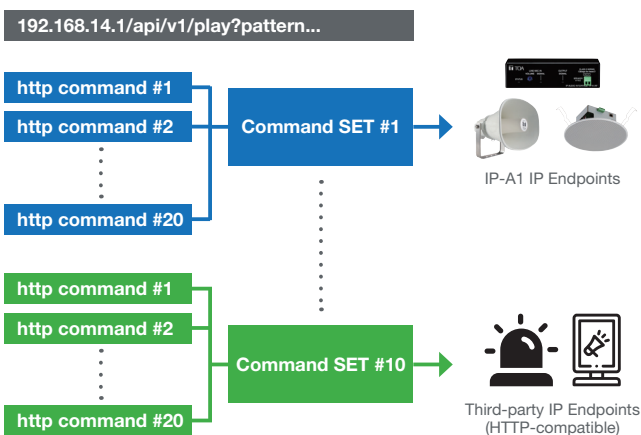 192.168.14.1/api/v1/play?pattern...
http command #1
http command #2
http command #20
Command SET #1
TOA
IP-A1 IP Endpoints
http command #1
http command #2
http command #20
Command SET #10
Third-party IP Endpoints
(HTTP-compatible)